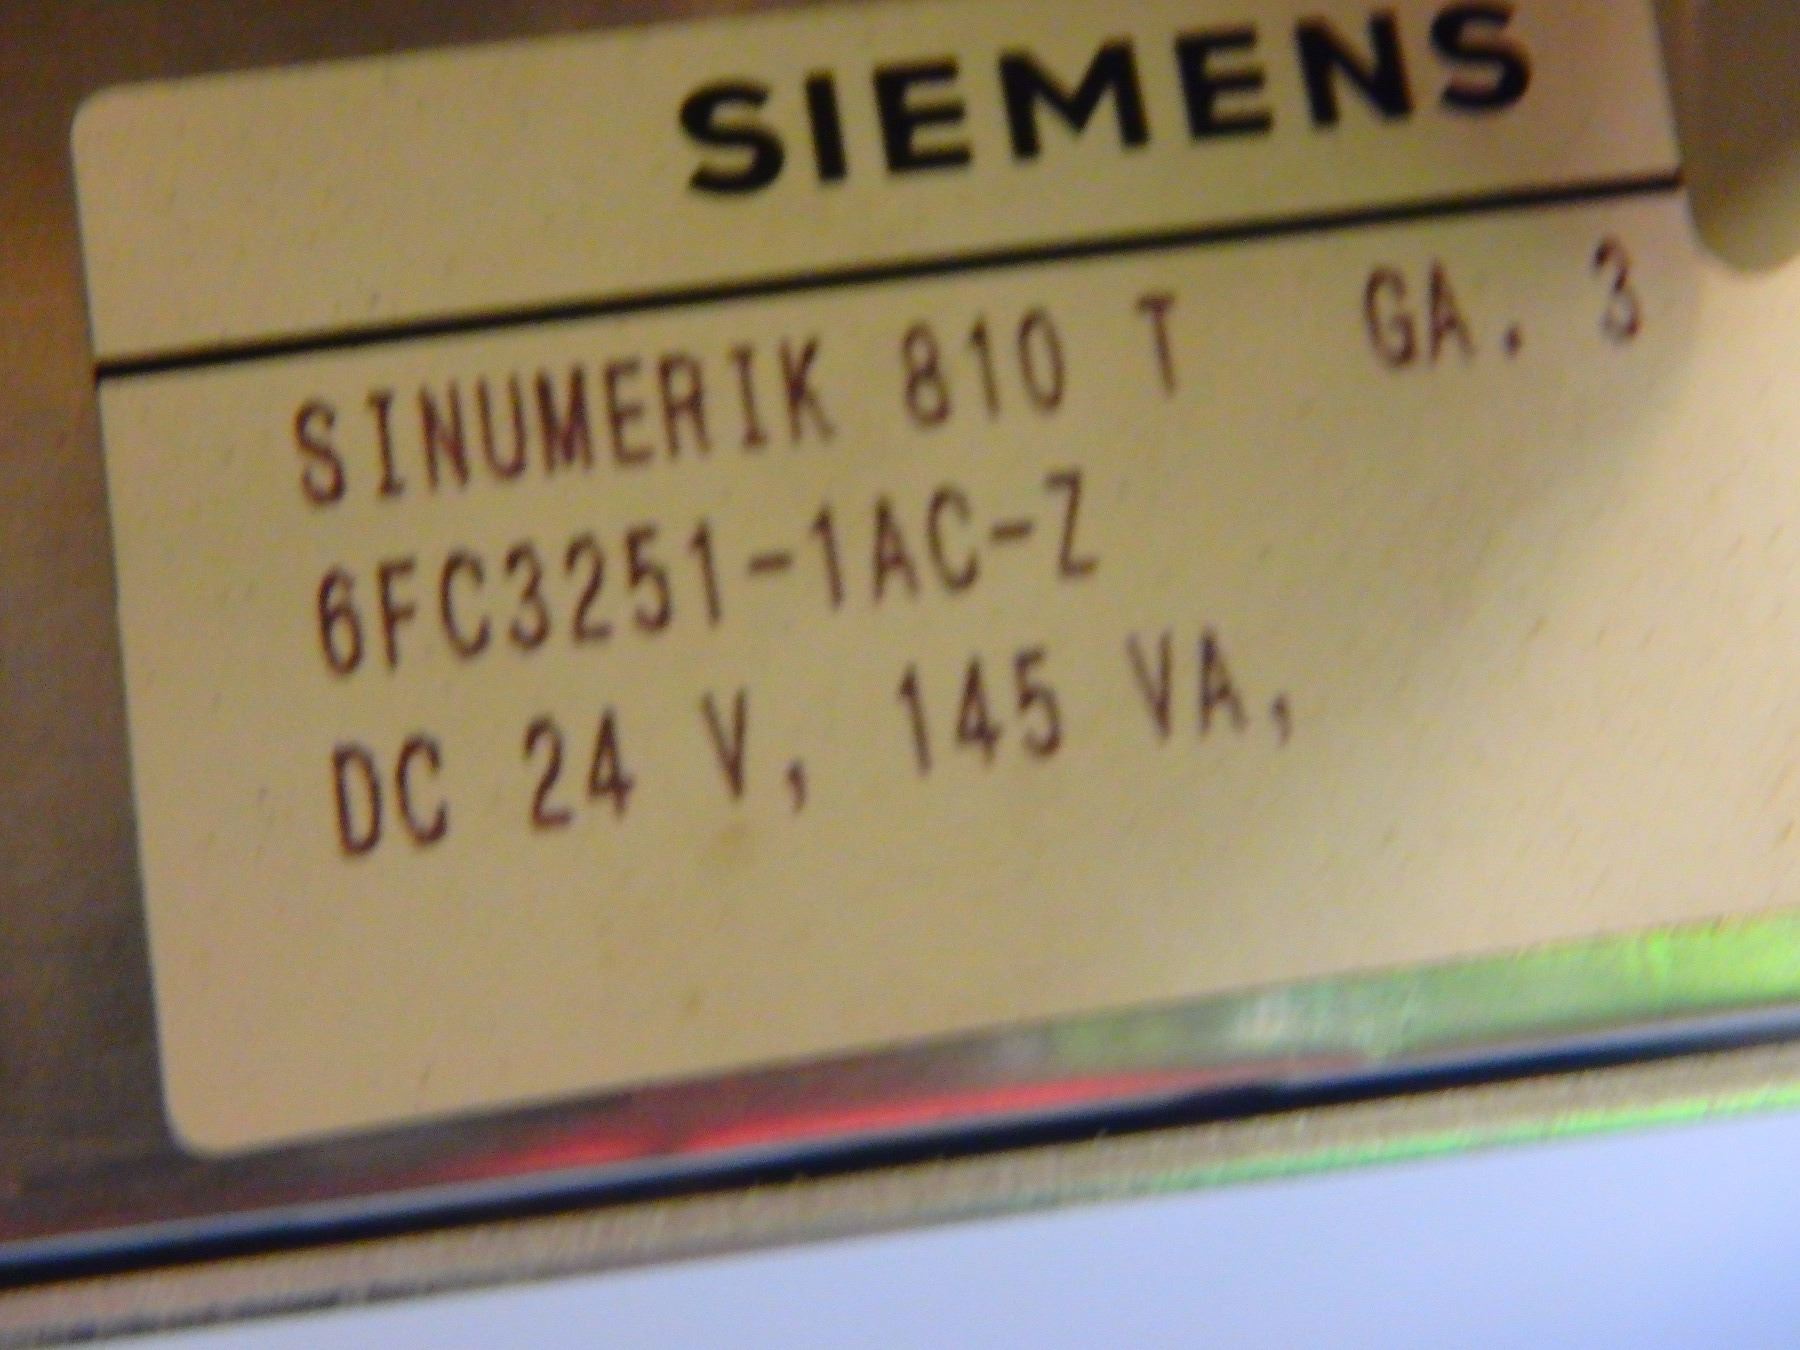 SIEMENS
SINUMERIK 810 T GA. 3
6FC3251-1AC-Z
DC 24 V, 145 VA,